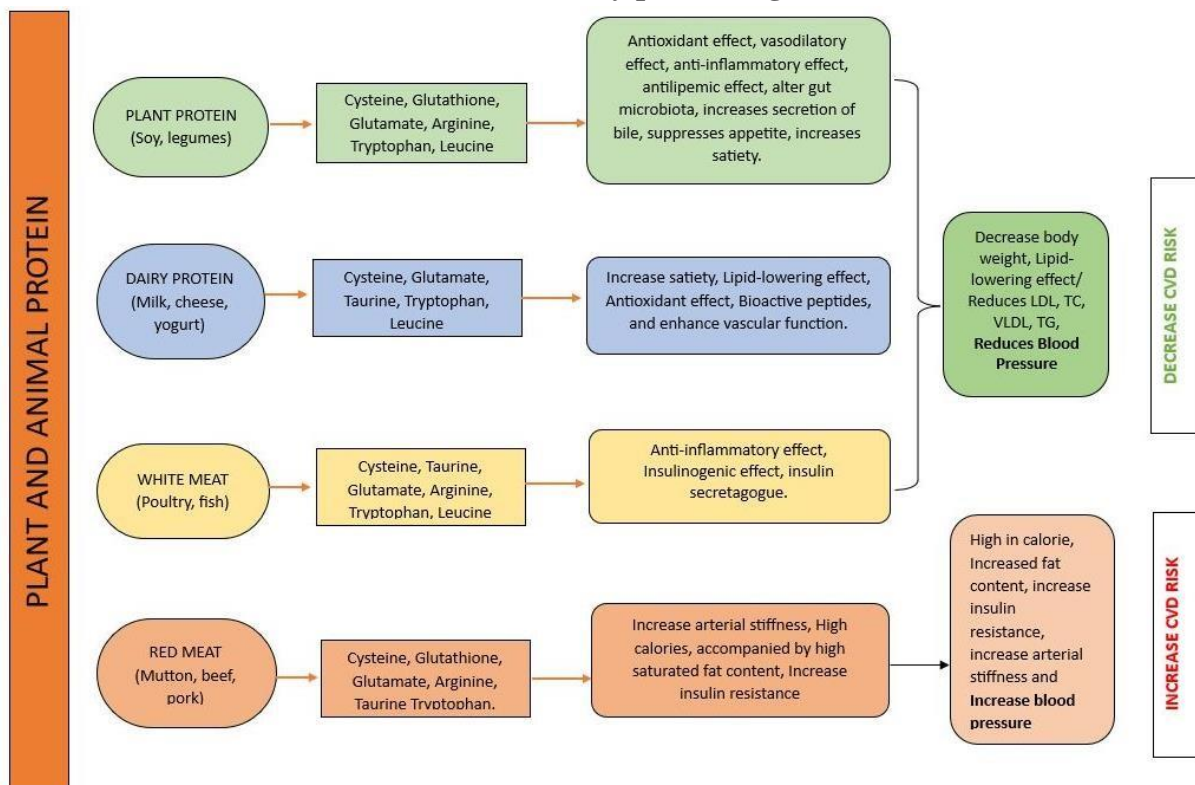 PLANT AND ANIMAL PROTEIN
PLANT PROTEIN
(Soy, legumes)
Cysteine, Glutathione,
Glutamate, Arginine,
Tryptophan, Leucine
Antioxidant effect, vasodilatory
effect, anti-inflammatory effect,
antilipemic effect, alter gut
microbiota, increases secretion of
bile, suppresses appetite, increases
satiety.
DAIRY PROTEIN
(Milk, cheese,
yogurt)
Cysteine, Glutamate,
Taurine, Tryptophan,
Leucine
Increase satiety, Lipid-lowering effect,
Antioxidant effect, Bioactive peptides,
and enhance vascular function.
WHITE MEAT
(Poultry, fish)
Cysteine, Taurine,
Glutamate, Arginine,
Tryptophan, Leucine
Anti-inflammatory effect,
Insulinogenic effect, insulin
secretagogue.
Decrease body
weight, Lipid-
lowering effect/
Reduces LDL, TC,
VLDL, TG,
Reduces Blood
Pressure
DECREASE CVD RISK
RED MEAT
(Mutton, beef,
pork)
Cysteine, Glutathione,
Glutamate, Arginine,
Taurine Tryptophan,
Increase arterial stiffness, High
calories, accompanied by high
saturated fat content, Increase
insulin resistance
High in calorie,
Increased fat
content, increase
insulin
resistance,
increase arterial
stiffness and
Increase blood
pressure
INCREASE CVD RISK